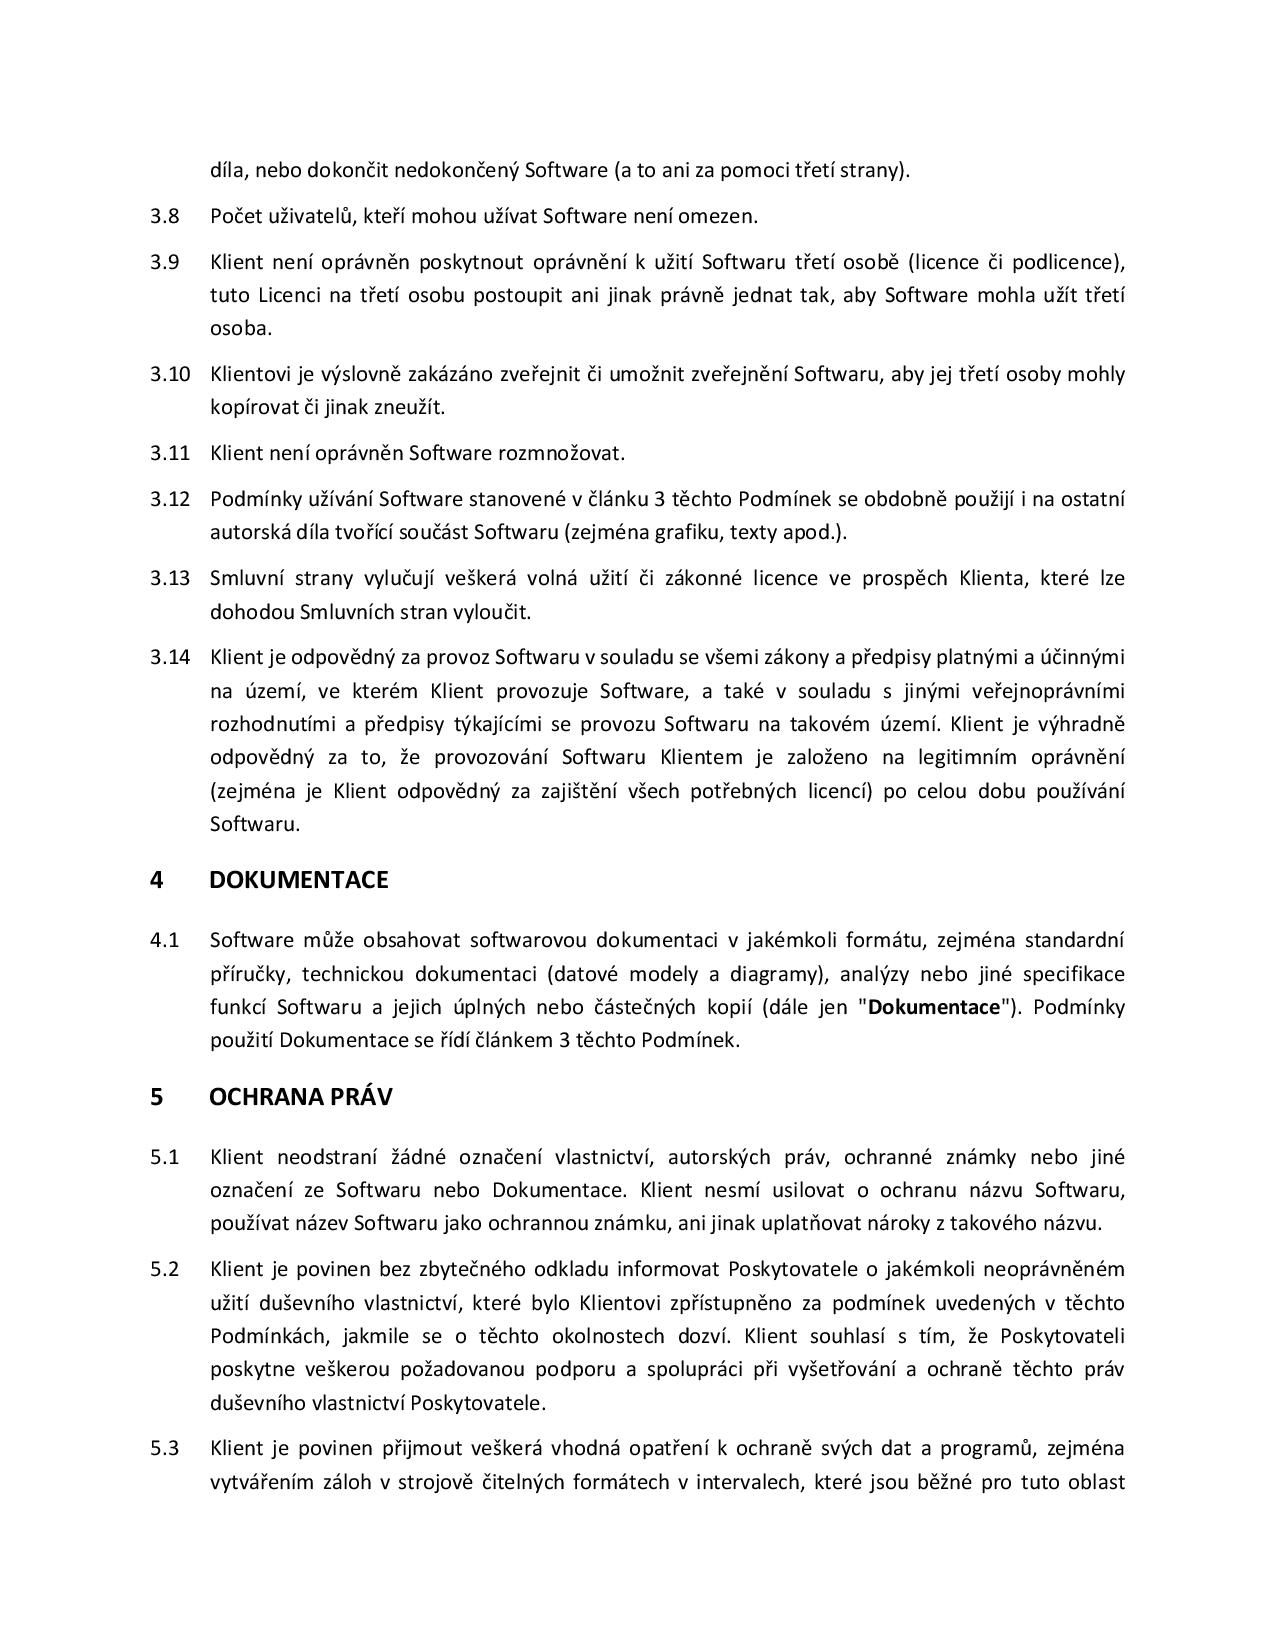 díla, nebo dokončit nedokončený Software (a to ani za pomoci třetí strany).
3.8 Počet uživatelů, kteří mohou užívat Software není omezen.
3.9 Klient není oprávněn poskytnout oprávnění k užití Softwaru třetí osobě (licence či podlicence),
tuto Licenci na třetí osobu postoupit ani jinak právně jednat tak, aby Software mohla užít třetí
osoba.
3.10 Klientovi je výslovně zakázáno zveřejnit či umožnit zveřejnění Softwaru, aby jej třetí osoby mohly
kopírovat či jinak zneužít.
3.11 Klient není oprávněn Software rozmnožovat.
3.12 Podmínky užívání Software stanovené v článku 3 těchto Podmínek se obdobně použijí i na ostatní
autorská díla tvořící součást Softwaru (zejména grafiku, texty apod.).
3.13 Smluvní strany vylučují veškerá volná užití či zákonné licence ve prospěch Klienta, které lze
dohodou Smluvních stran vyloučit.
3.14 Klient je odpovědný za provoz Softwaru v souladu se všemi zákony a předpisy platnými a účinnými
na území, ve kterém Klient provozuje Software, a také v souladu s jinými veřejnoprávními
rozhodnutími a předpisy týkajícími se provozu Softwaru na takovém území. Klient je výhradně
odpovědný za to, že provozování Softwaru Klientem je založeno na legitimním oprávnění
(zejména je Klient odpovědný za zajištění všech potřebných licencí) po celou dobu používání
Softwaru.
4 DOKUMENTACE
4.1 Software může obsahovat softwarovou dokumentaci v jakémkoli formátu, zejména standardní
příručky, technickou dokumentaci (datové modely a diagramy), analýzy nebo jiné specifikace
funkcí Softwaru a jejich úplných nebo částečných kopií (dále jen "Dokumentace"). Podmínky
použití Dokumentace se řídí článkem 3 těchto Podmínek.
5 OCHRANA PRÁV
5.1 Klient neodstraní žádné označení vlastnictví, autorských práv, ochranné známky nebo jiné
označení ze Softwaru nebo Dokumentace. Klient nesmí usilovat o ochranu názvu Softwaru,
používat název Softwaru jako ochrannou známku, ani jinak uplatňovat nároky z takového názvu.
5.2 Klient je povinen bez zbytečného odkladu informovat Poskytovatele o jakémkoli neoprávněném
užití duševního vlastnictví, které bylo Klientovi zpřístupněno za podmínek uvedených v těchto
Podmínkách, jakmile se o těchto okolnostech dozví. Klient souhlasí s tím, že Poskytovateli
poskytne veškerou požadovanou podporu a spolupráci při vyšetřování a ochraně těchto práv
duševního vlastnictví Poskytovatele.
5.3 Klient je povinen přijmout veškerá vhodná opatření k ochraně svých dat a programů, zejména
vytvářením záloh v strojově čitelných formátech v intervalech, které jsou běžné pro tuto oblast